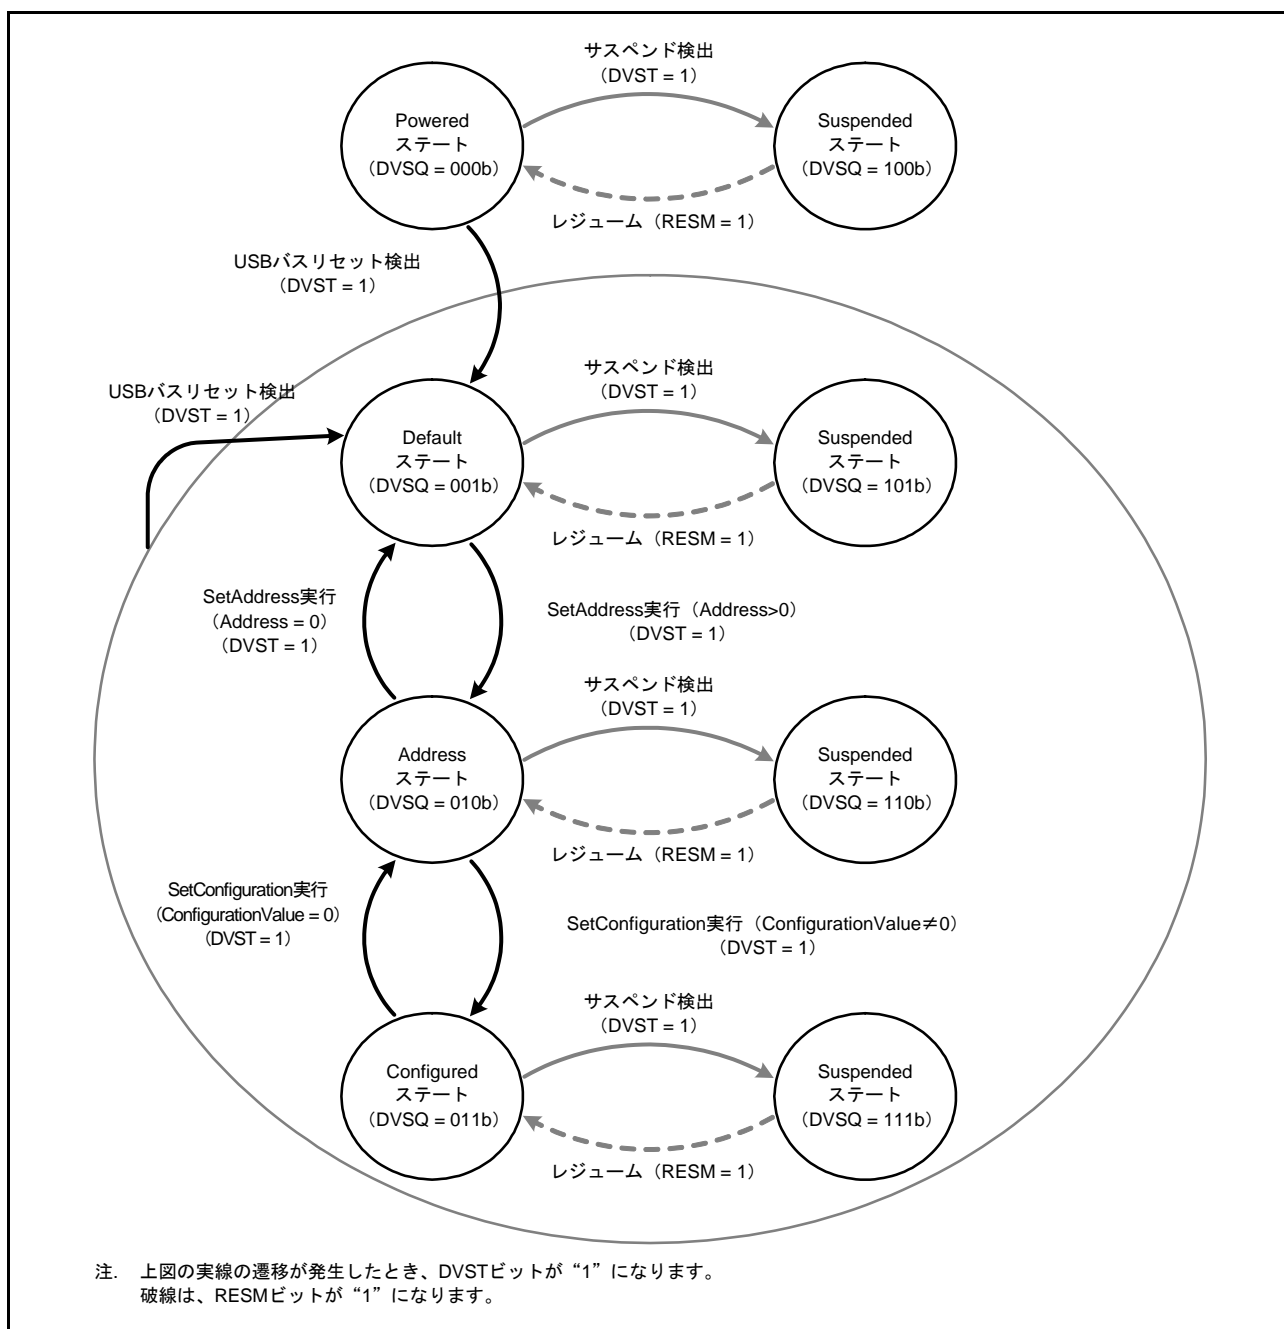 サスペンド検出
（DVST = 1）
Powered
ステート
（DVSQ = 000b）
Suspended
ステート
（DVSQ = 100b）
レジューム（RESM = 1）
USBバスリセット検出
（DVST = 1）
サスペンド検出
（DVST = 1）
USBバスリセット検出
（DVST = 1）
Default
ステート
（DVSQ = 001b）
Suspended
ステート
（DVSQ = 101b）
レジューム（RESM = 1）
SetAddress実行
（Address = 0）
（DVST = 1）
SetAddress実行（Address>0）
（DVST = 1）
サスペンド検出
（DVST = 1）
Address
ステート
（DVSQ = 010b）
Suspended
ステート
（DVSQ = 110b）
レジューム（RESM = 1）
SetConfiguration実行
（ConfigurationValue = 0）
（DVST = 1）
SetConfiguration実行（ConfigurationValue≠0）
（DVST = 1）
サスペンド検出
（DVST = 1）
Configured
ステート
（DVSQ = 011b）
Suspended
ステート
（DVSQ = 111b）
レジューム（RESM = 1）
注.　上図の実線の遷移が発生したとき、DVSTビットが“1”になります。
破線は、RESMビットが“1”になります。